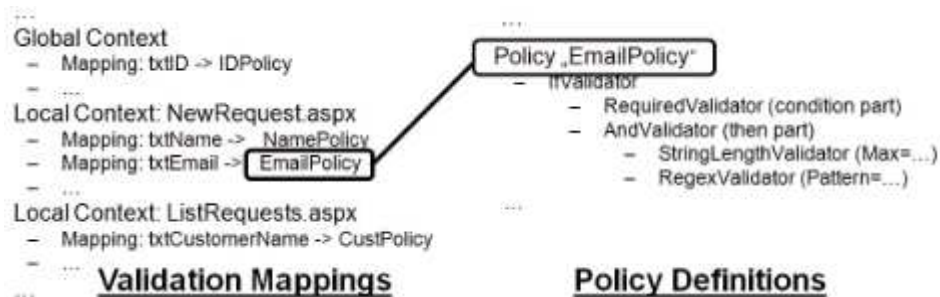 ...
Global Context
– Mapping: txtID -> IDPolicy
– ...
Local Context: NewRequest.aspx
– Mapping: txtName -> NamePolicy
– Mapping: txtEmail -> EmailPolicy
– ...
Local Context: ListRequests.aspx
– Mapping: txtCustomerName -> CustPolicy
– ...
...
Validation Mappings
...
Policy „EmailPolicy“
– IfValidator
– RequiredValidator (condition part)
– AndValidator (then part)
– StringLengthValidator (Max=...)
– RegexValidator (Pattern=...)
...
Policy Definitions